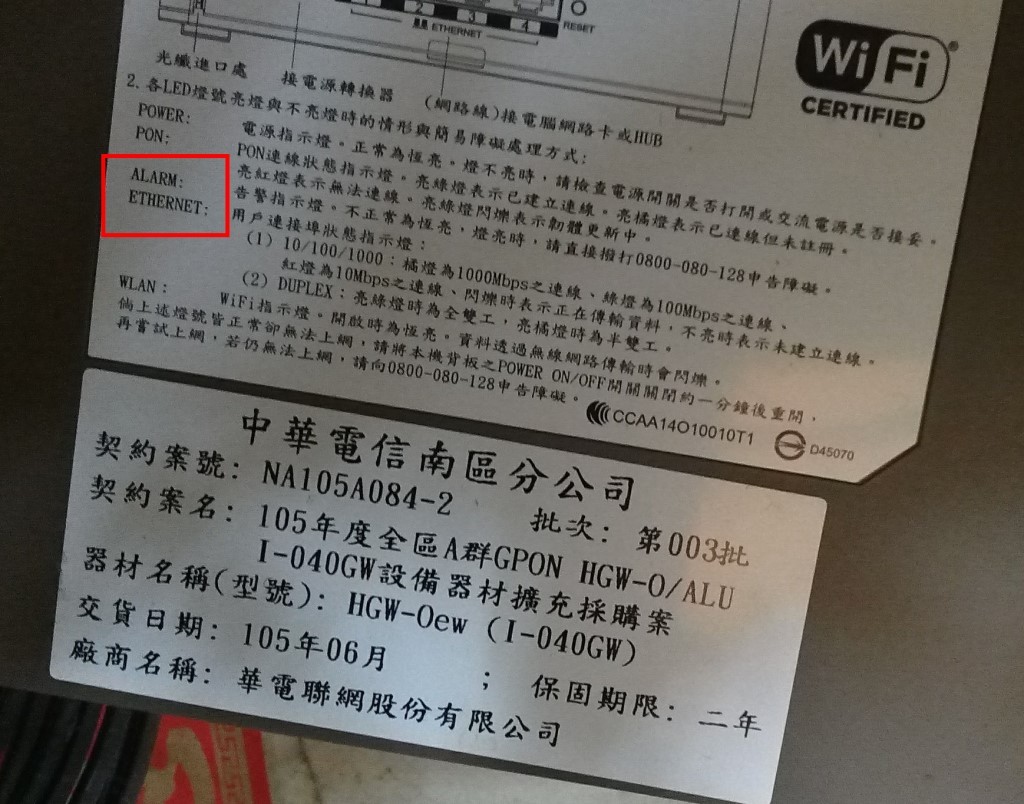 1 2 3 4
ETHERNET
RESET
WiFi®
CERTIFIED
光纖進口處
接電源轉換器
(網路線)接電腦網路卡或HUB
2.各LED燈號亮燈與不亮燈時的情形與簡易障礙處理方式:
POWER: 電源指示燈。正常為恆亮。燈不亮時,請檢查電源開關是否打開或交流電源是否接妥。
PON: PON連線狀態指示燈。亮綠燈表示已建立連線。亮橘燈表示已連線但未註冊。
亮紅燈表示無法連線。亮綠燈閃爍表示韌體更新中。
ALARM: 告警指示燈。不正常為恆亮,燈亮時,請直接撥打0800-080-128申告障礙。
ETHERNET: 用戶連接埠狀態指示燈:
(1) 10/100/1000:橘燈為1000Mbps之連線、綠燈為100Mbps之連線、
紅燈為10Mbps之連線、閃爍時表示正在傳輸資料,不亮時表示未建立連線。
(2) DUPLEX:亮綠燈時為全雙工,亮橘燈時為半雙工。
WLAN: WiFi指示燈。開啟時為恆亮。資料透過無線網路傳輸時會閃爍。
倘上述燈號皆正常卻無法上網,請將本機背板之POWER ON/OFF開關關閉約一分鐘後重開,
再嘗試上網,若仍無法上網,請向0800-080-128申告障礙。
CCAA14O10010T1
D45070
中華電信南區分公司
契約案號: NA105A084-2 批次: 第003批
契約案名: 105年度全區A群GPON HGW-O/ALU
I-040GW設備器材擴充採購案
器材名稱(型號): HGW-Oew (I-040GW)
交貨日期: 105年06月 ; 保固期限: 二年
廠商名稱: 華電聯網股份有限公司